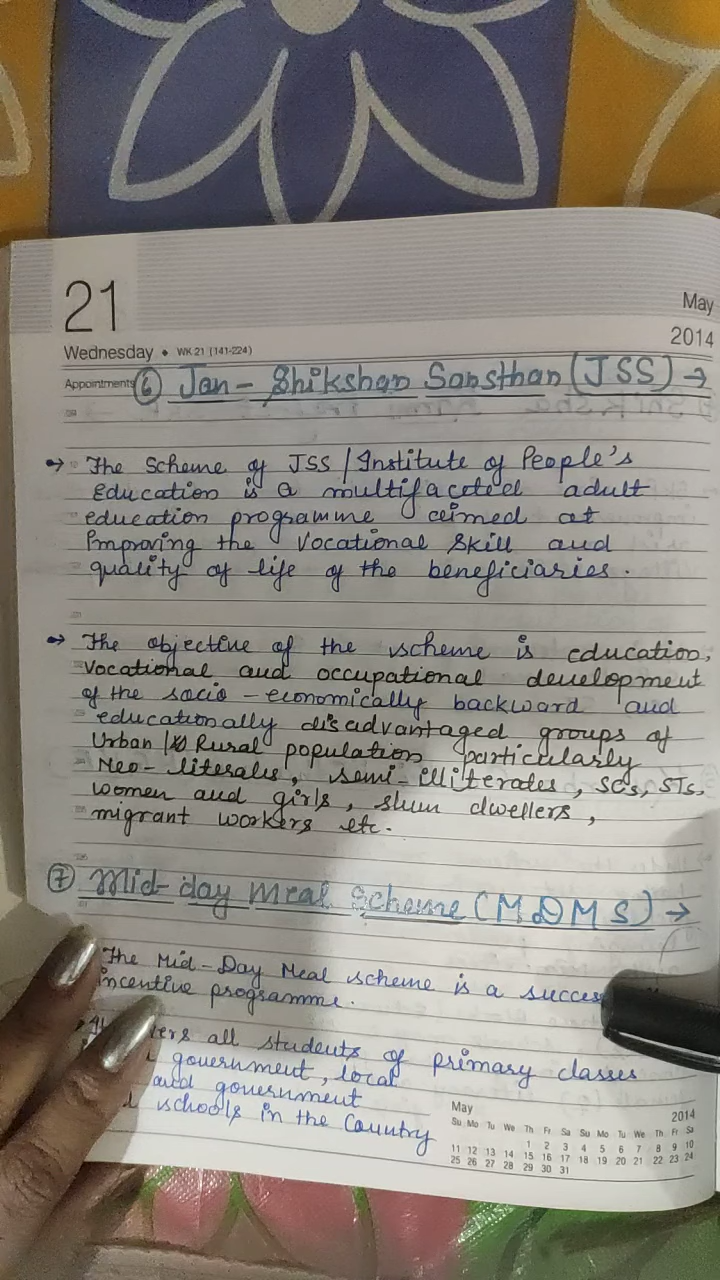 21
May
2014
Wednesday • WK 21 (141-224)
Appointments ⑥ Jan - Shikshan Sansthan (JSS) →
→ The Scheme of JSS / Institute of People's
Education is a multifaceted adult
education programme aimed at
Improving the Vocational Skill and
quality of life of the beneficiaries.
→ The objective of the scheme is education,
Vocational and occupational development
of the socio - economically backward and
educationally disadvantaged groups of
Urban / Rural population particularly
Neo - literates, semi - illiterates, SCs, STs,
women and girls, slum dwellers,
migrant workers etc.
⑦ Mid-day Meal Scheme (MDMS) →
The Mid-Day Meal scheme is a
incentive programme.
all students of primary classes
government, local
and government
schools in the Country
May 2014
Su Mo Tu We Th Fr Sa Su Mo Tu We Th Fr Sa
1 2 3 4 5 6 7 8 9 10
11 12 13 14 15 16 17 18 19 20 21 22 23 24
25 26 27 28 29 30 31